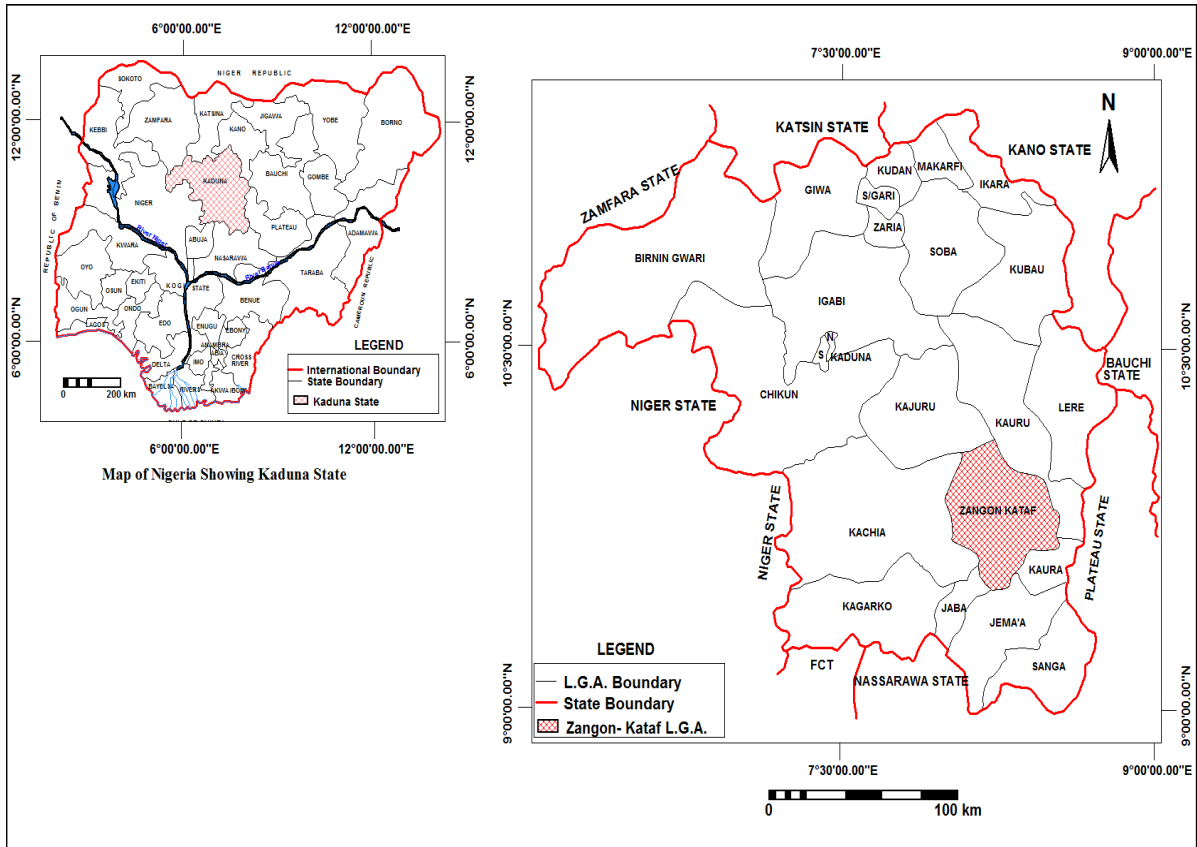 6°00'00.00"E
12°00'00.00"E
12°00'00.00"N
12°00'00.00"N
6°00'00.00"N
6°00'00.00"N
NIGER REPUBLIC
REPUBLIC OF BENIN
CAMEROUN REPUBLIC
SOKOTO
KEBBI
ZAMFARA
KATSINA
KANO
JIGAWA
YOBE
BORNO
KADUNA
BAUCHI
GOMBE
NIGER
PLATEAU
ADAMAWA
ABUJA
KWARA
River Niger
NASARAWA
TARABA
OYO
EKITI
KOGI
STATE
BENUE
OSUN
ONDO
OGUN
LAGOS
EDO
ENUGU
EBONYI
ANAMBRA
ABIA
IMO
CROSS
RIVER
DELTA
BAYELSA
RIVERS
AKWA IBOM
LEGEND
International Boundary
State Boundary
Kaduna State
0 200 km
6°00'00.00"E
12°00'00.00"E
Map of Nigeria Showing Kaduna State
7°30'00.00"E
9°00'00.00"E
10°30'00.00"N
10°30'00.00"N
9°00'00.00"N
9°00'00.00"N
N
KATSIN STATE
KANO STATE
ZAMFARA STATE
KUDAN
MAKARFI
GIWA
IKARA
S/GARI
ZARIA
BIRNIN GWARI
SOBA
KUBAU
IGABI
N
S
KADUNA
BAUCHI
STATE
CHIKUN
NIGER STATE
KAJURU
KAURU
LERE
ZANGON KATAF
NIGER STATE
KACHIA
PLATEAU STATE
KAURA
KAGARKO
JABA
JEMA'A
SANGA
FCT
NASSARAWA STATE
LEGEND
L.G.A. Boundary
State Boundary
Zangon- Kataf L.G.A.
7°30'00.00"E
9°00'00.00"E
0 100 km